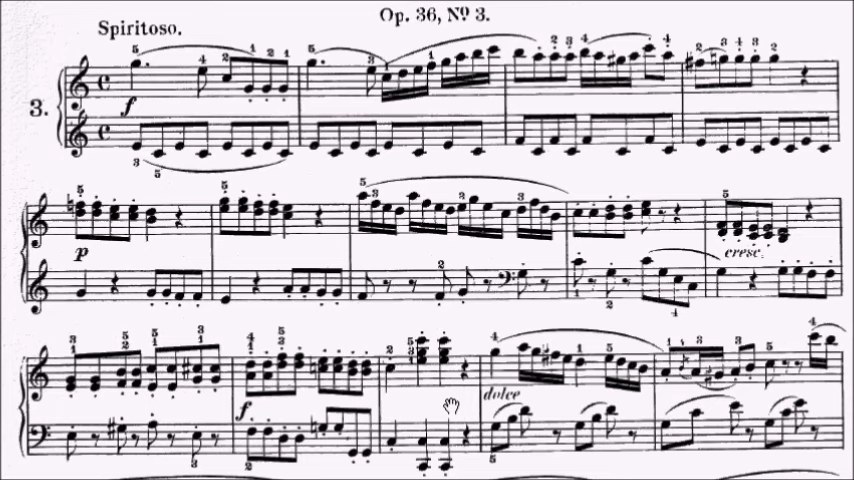 Op. 36, Nº 3.
Spiritoso.
3.
f
p
cresc.
f
dolce